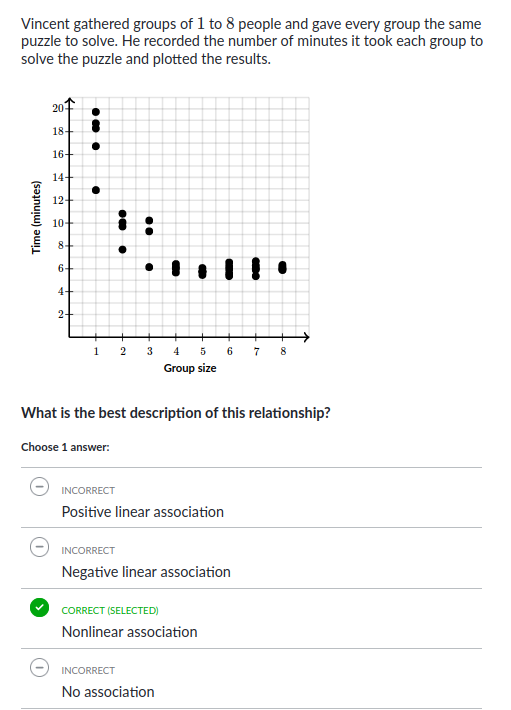 Vincent gathered groups of 1 to 8 people and gave every group the same
puzzle to solve. He recorded the number of minutes it took each group to
solve the puzzle and plotted the results.
20
18
16
14
12
10
8
6
4
2
Time (minutes)
1 2 3 4 5 6 7 8
Group size
What is the best description of this relationship?
Choose 1 answer:
INCORRECT
Positive linear association
INCORRECT
Negative linear association
CORRECT (SELECTED)
Nonlinear association
INCORRECT
No association